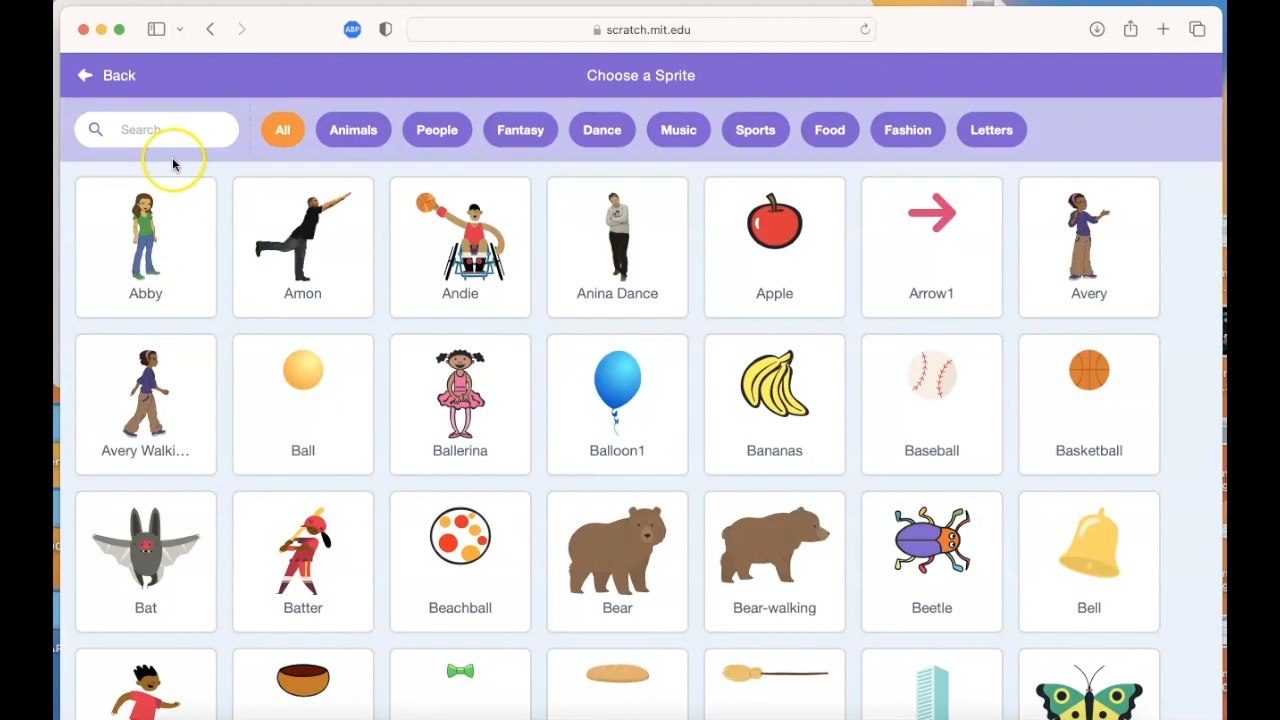 ABP
scratch.mit.edu
Back
Choose a Sprite
Search
All
Animals
People
Fantasy
Dance
Music
Sports
Food
Fashion
Letters
Abby
Amon
Andie
Anina Dance
Apple
Arrow1
Avery
Avery Walki...
Ball
Ballerina
Balloon1
Bananas
Baseball
Basketball
Bat
Batter
Beachball
Bear
Bear-walking
Beetle
Bell